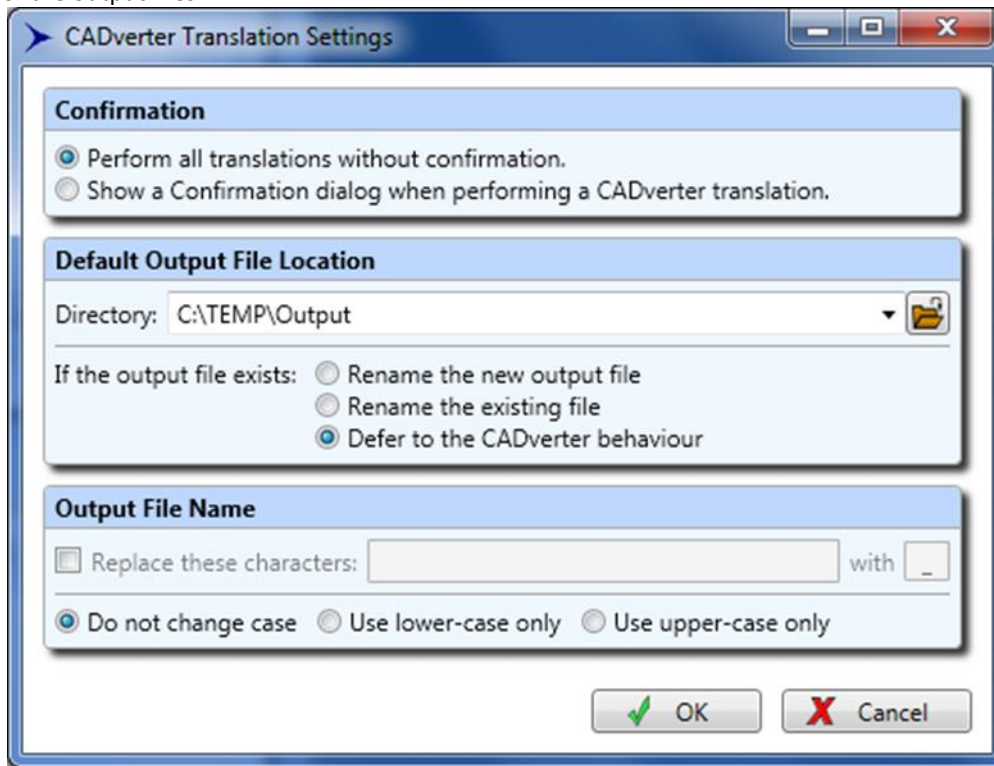 CADverter Translation Settings
Confirmation
Perform all translations without confirmation.
Show a Confirmation dialog when performing a CADverter translation.
Default Output File Location
Directory: C:\TEMP\Output
If the output file exists: Rename the new output file
Rename the existing file
Defer to the CADverter behaviour
Output File Name
Replace these characters: with _
Do not change case Use lower-case only Use upper-case only
OK Cancel